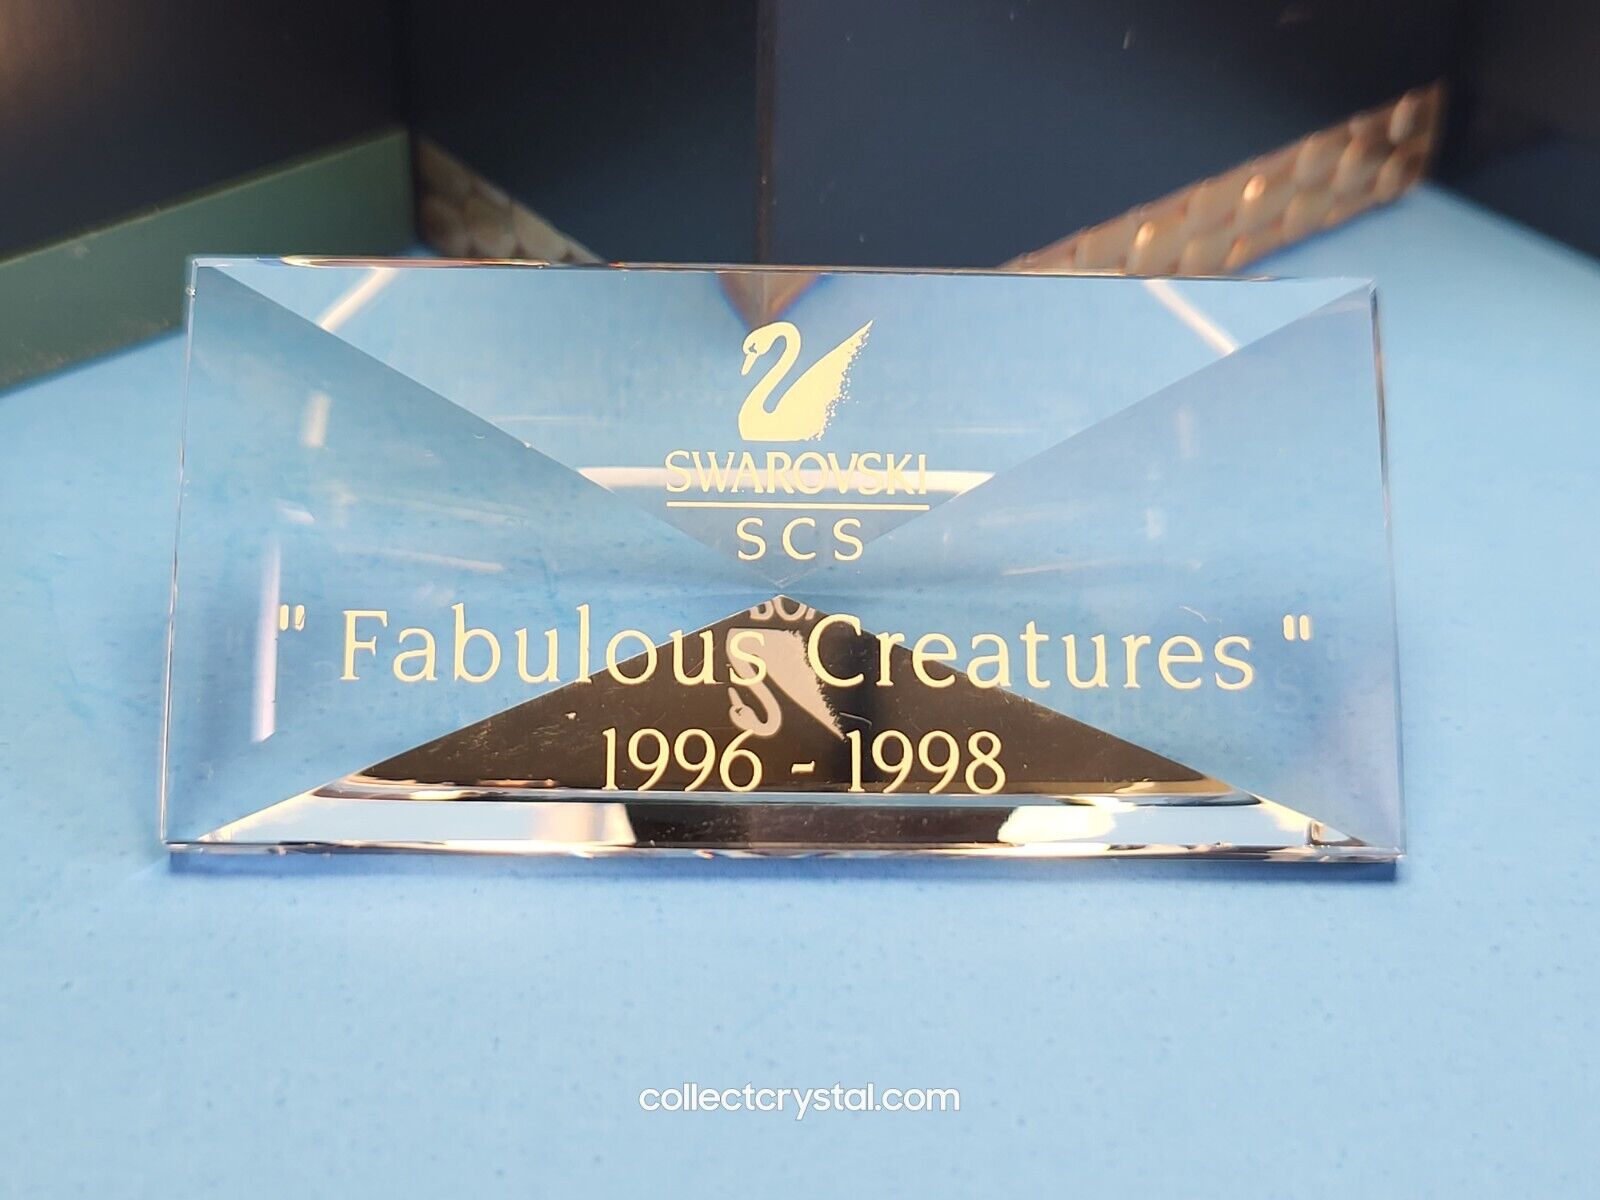 SWAROVSKI
SCS
" Fabulous Creatures "
1996 - 1998
collectcrystal.com